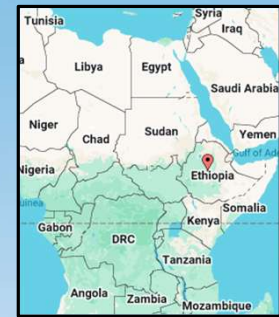 Syria
Tunisia
Iraq
Libya
Egypt
Saudi Arabia
Niger
Chad
Sudan
Yemen
Gulf of Ad
Nigeria
Ethiopia
Somalia
uinea
Gabon
Kenya
DRC
Tanzania
Angola
Zambia
Mozambique